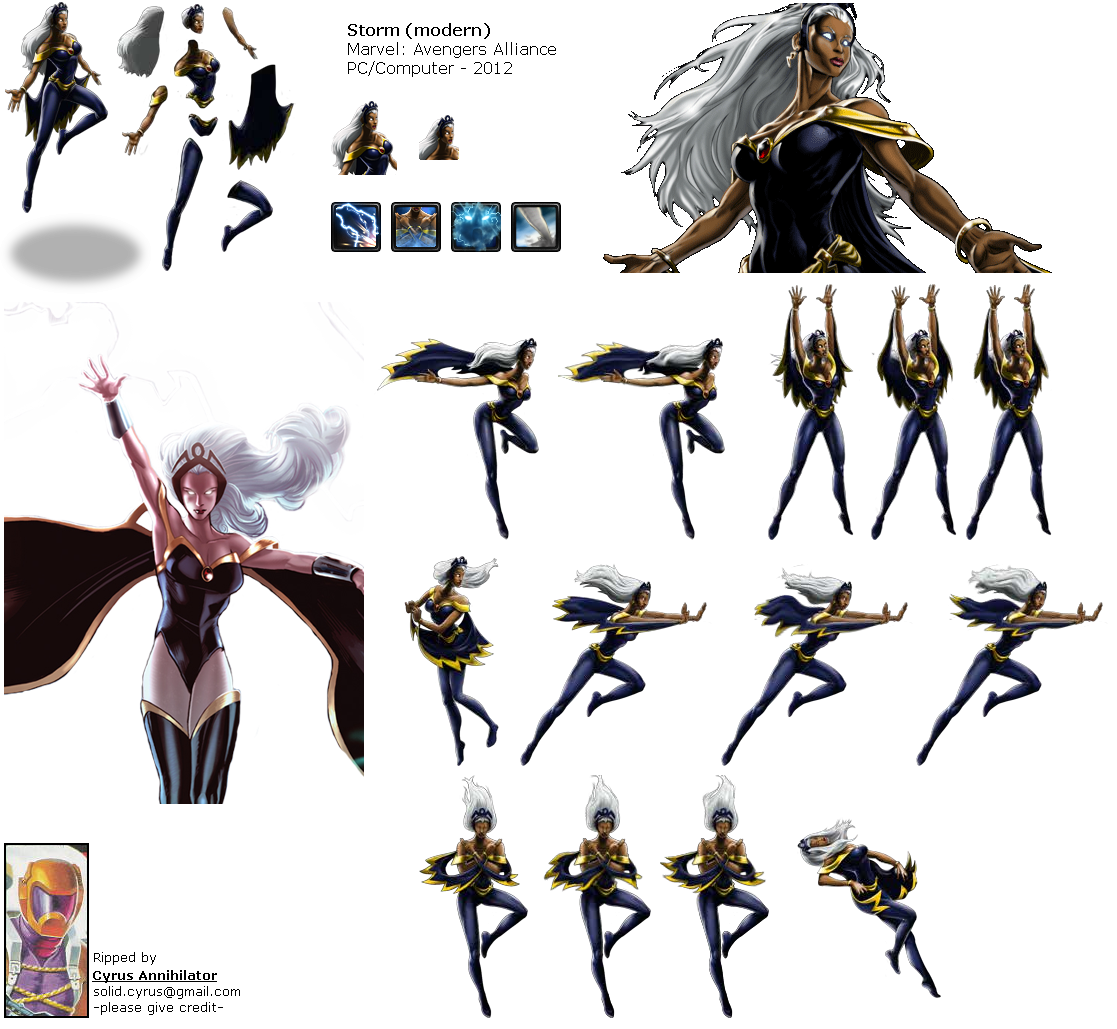 Storm (modern)
Marvel: Avengers Alliance
PC/Computer - 2012
Ripped by
Cyrus Annihilator
solid.cyrus@gmail.com
-please give credit-